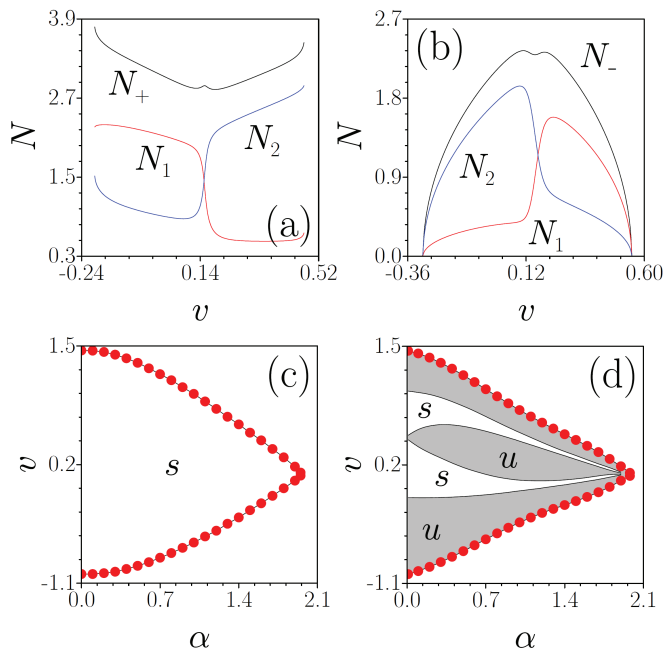 3.9
2.7
1.5
0.3
N
N₊
N₁
N₂
(a)
-0.24
0.14
0.52
v
2.7
1.8
0.9
0.0
N
(b)
N₋
N₂
N₁
-0.36
0.12
0.60
v
1.5
0.2
-1.1
v
(c)
s
0.0
0.7
1.4
2.1
α
1.5
0.2
-1.1
v
(d)
s
u
s
u
0.0
0.7
1.4
2.1
α